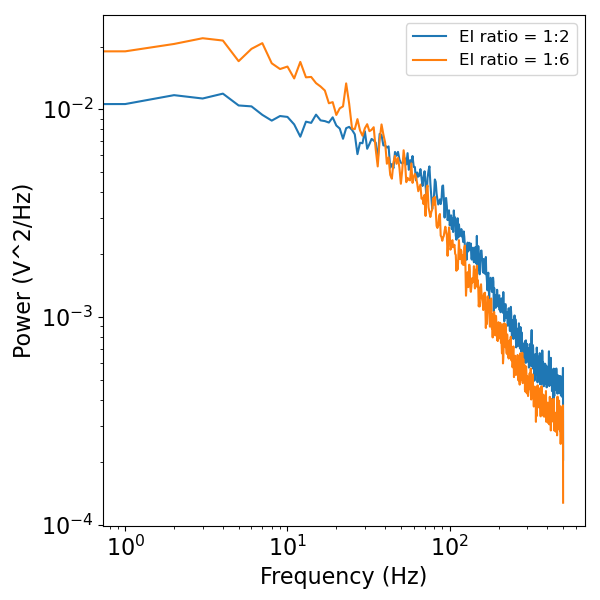 EI ratio = 1:2
EI ratio = 1:6
10^-2
10^-3
10^-4
Power (V^2/Hz)
10^0 10^1 10^2
Frequency (Hz)